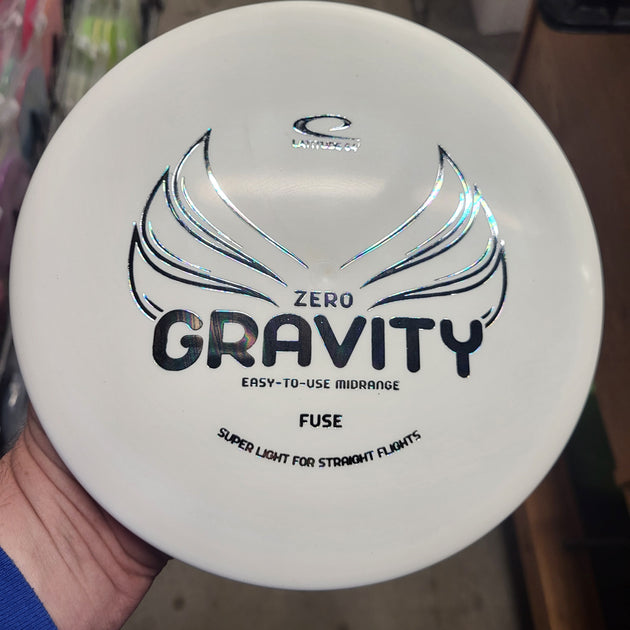 LATITUDE 64°
ZERO
GRAVITY
EASY-TO-USE MIDRANGE
FUSE
SUPER LIGHT FOR STRAIGHT FLIGHTS